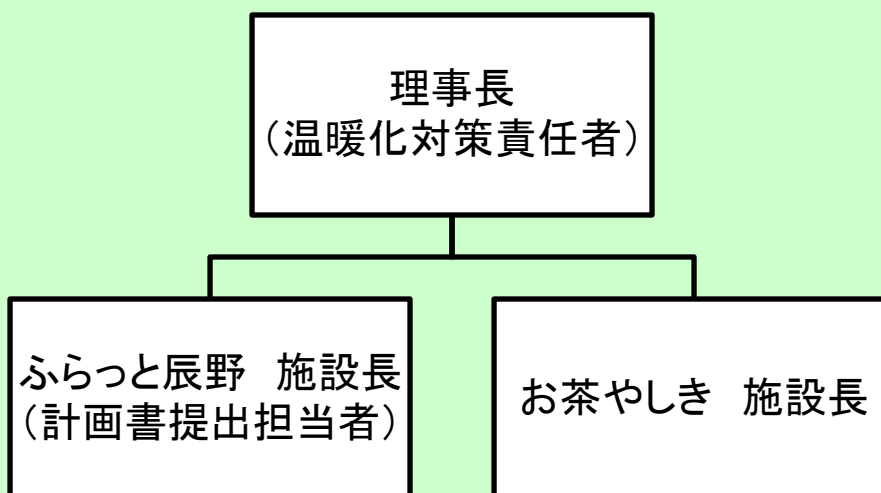 理事長
（温暖化対策責任者）
ふらっと辰野　施設長
（計画書提出担当者）
お茶やしき　施設長